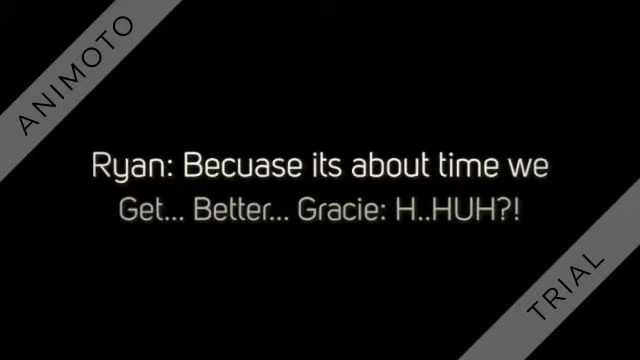 ANIMOTO
Ryan: Becuase its about time we
Get... Better... Gracie: H..HUH?!
TRIAL